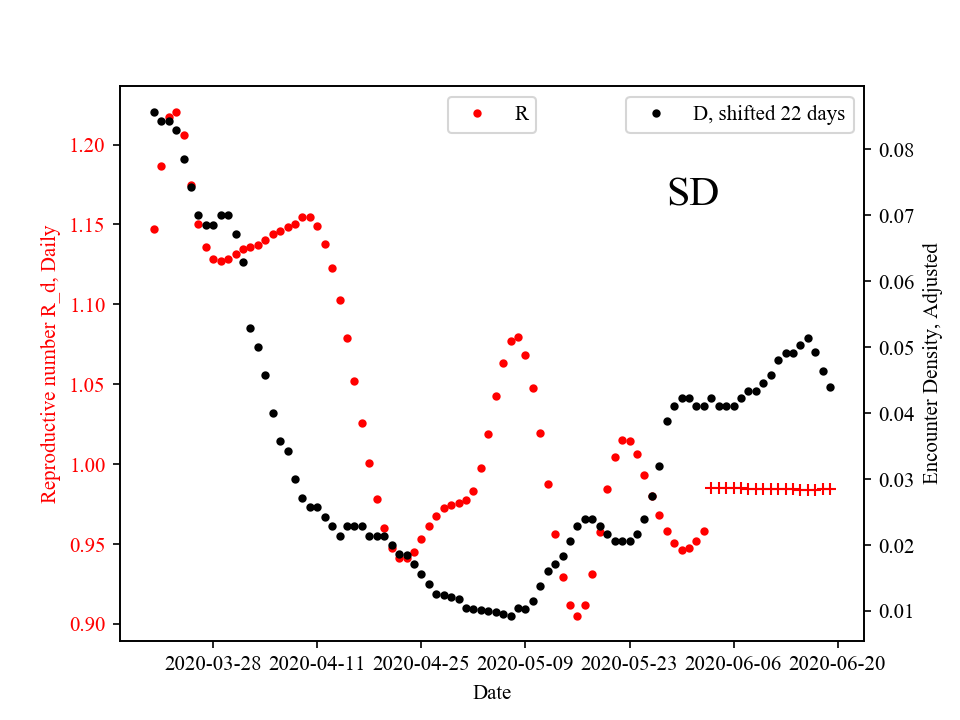 R
D, shifted 22 days
SD
Reproductive number R_d, Daily
1.20
1.15
1.10
1.05
1.00
0.95
0.90
0.08
0.07
0.06
0.05
0.04
0.03
0.02
0.01
Encounter Density, Adjusted
2020-03-28 2020-04-11 2020-04-25 2020-05-09 2020-05-23 2020-06-06 2020-06-20
Date